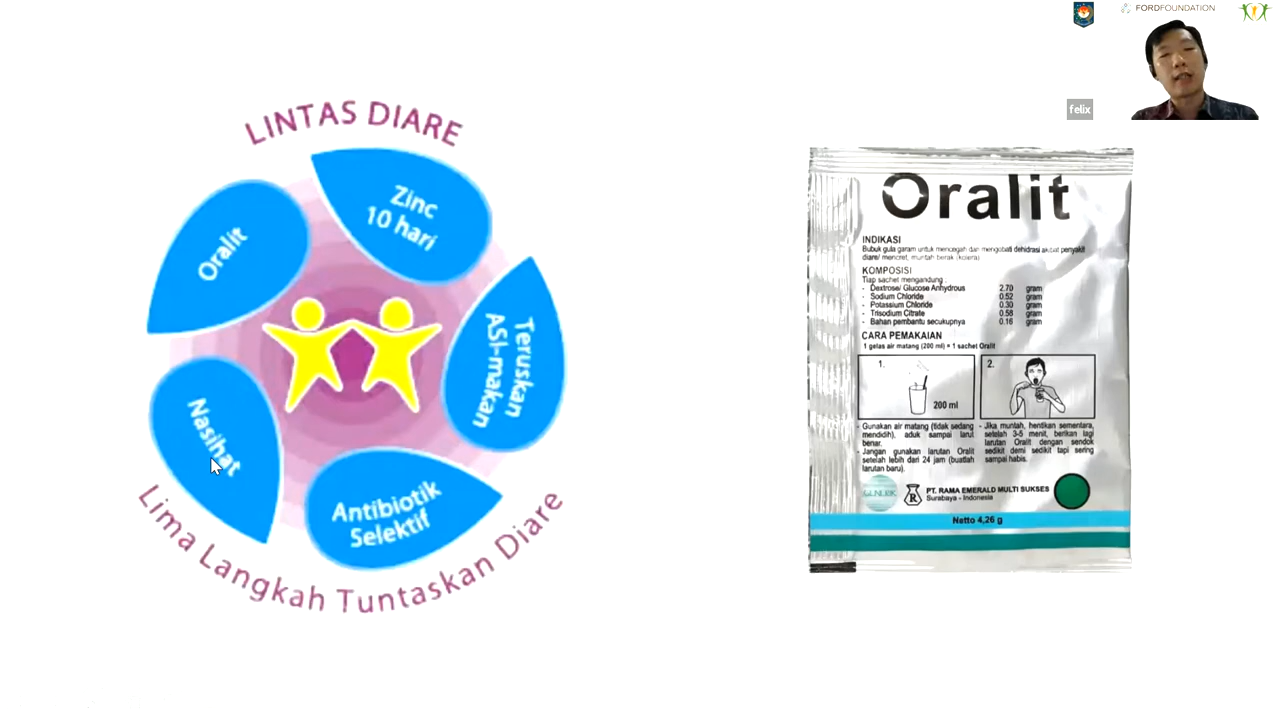 FORDFOUNDATION
felix
LINTAS DIARE
Oralit
Zinc
10 hari
Teruskan
ASI-makan
Antibiotik
Selektif
Nasihat
Lima Langkah Tuntaskan Diare
Oralit
INDIKASI
Bubuk gula garam untuk mencegah dan mengobati dehidrasi akibat penyakit
diare/ mencret, muntah berak (kolera)
KOMPOSISI
Tiap sachet mengandung :
- Dextrose/ Glucose Anhydrous 2.70 gram
- Sodium Chloride 0.52 gram
- Potassium Chloride 0.30 gram
- Trisodium Citrate 0.58 gram
- Bahan pembantu secukupnya 0.16 gram
CARA PEMAKAIAN
1 gelas air matang (200 ml) = 1 sachet Oralit
1.
200 ml
2.
- Gunakan air matang (tidak sedang
mendidih), aduk sampai larut
benar.
- Jangan gunakan larutan Oralit
setelah lebih dari 24 jam (buatlah
larutan baru).
- Jika muntah, hentikan sementara,
setelah 3-5 menit, berikan lagi
larutan Oralit dengan sendok
sedikit demi sedikit tapi sering
sampai habis.
GENERIK
R
PT. RAMA EMERALD MULTI SUKSES
Surabaya - Indonesia
Netto 4,26 g